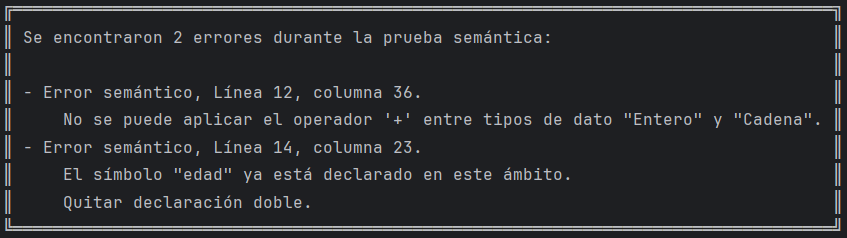 Se encontraron 2 errores durante la prueba semántica:
- Error semántico, Línea 12, columna 36.
No se puede aplicar el operador '+' entre tipos de dato "Entero" y "Cadena".
- Error semántico, Línea 14, columna 23.
El símbolo "edad" ya está declarado en este ámbito.
Quitar declaración doble.